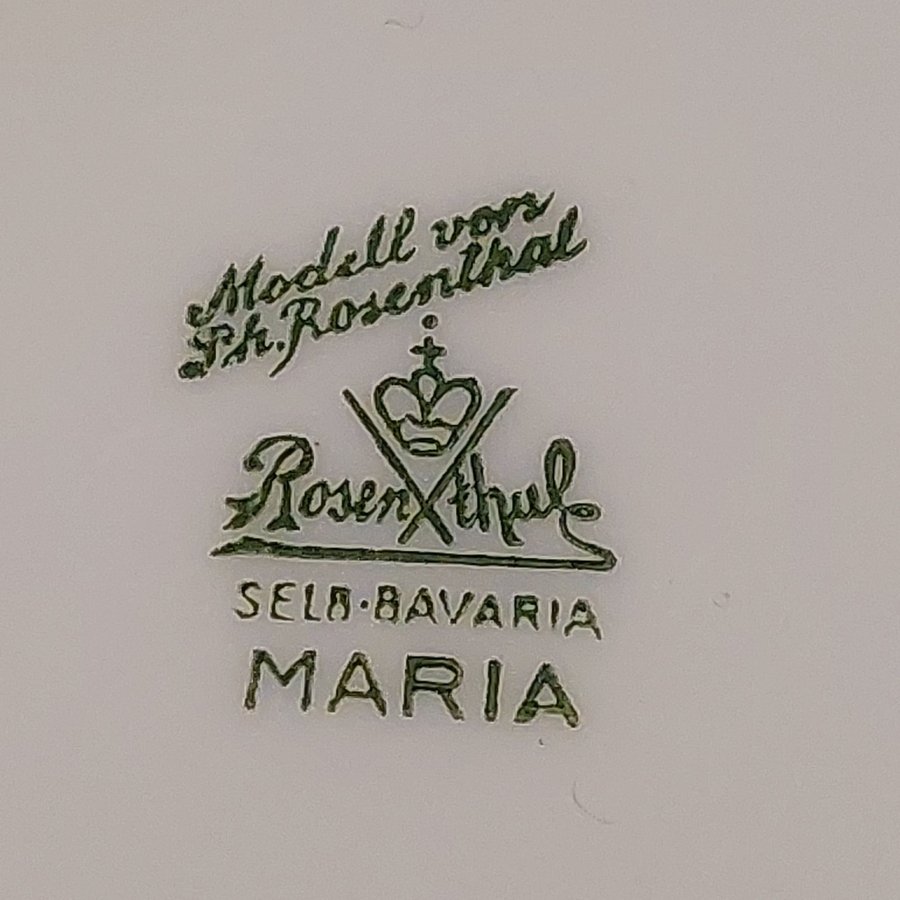 Modell von
Ph. Rosenthal
Rosenthal
SELB·BAVARIA
MARIA